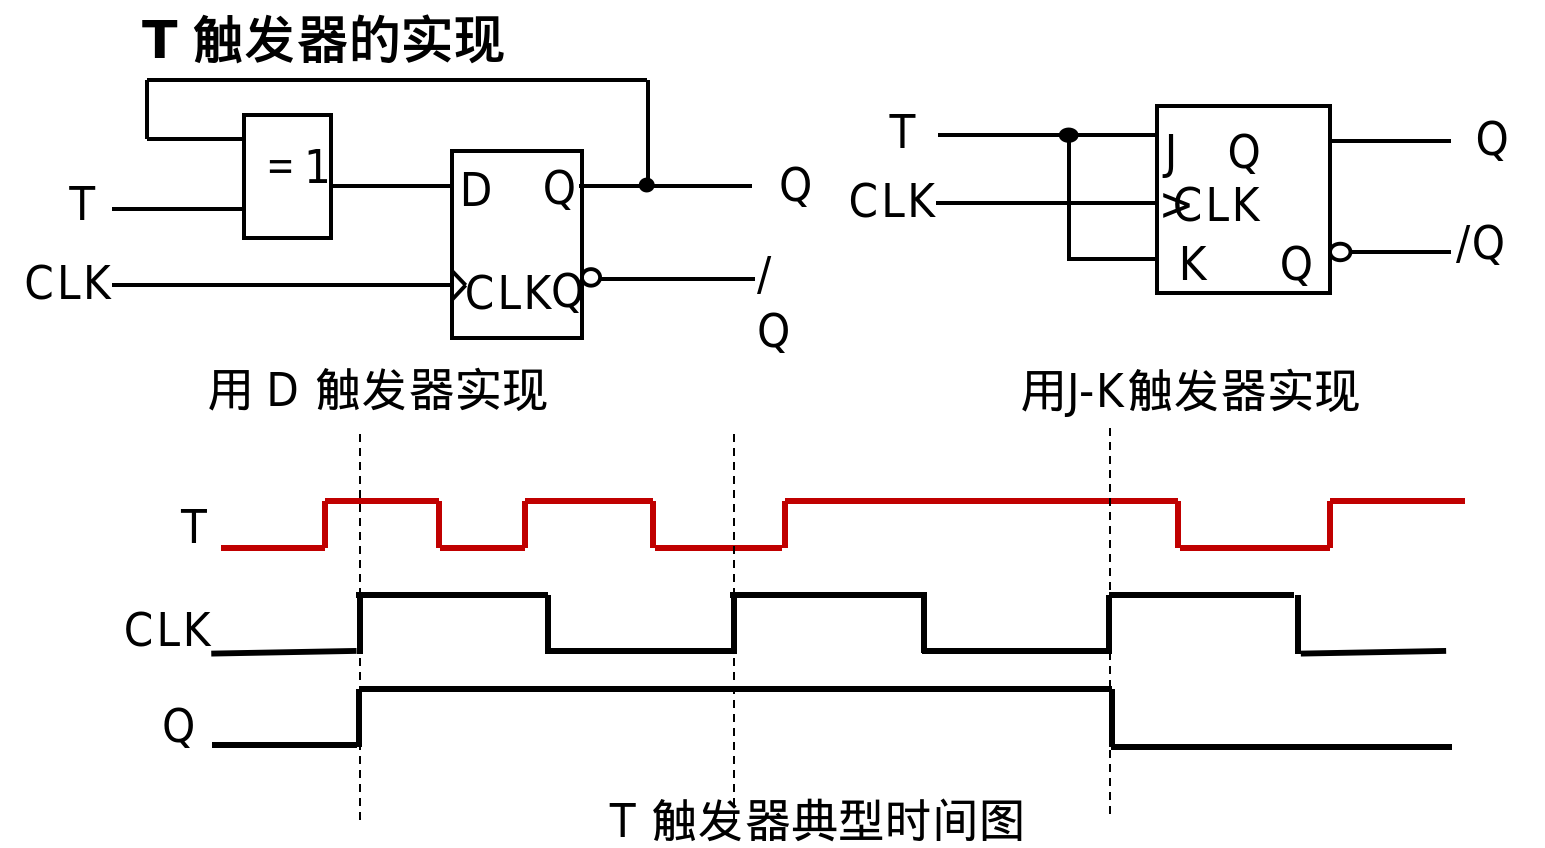 T 触发器的实现
= 1
T
CLK
D Q
CLK Q
Q
/
Q
用 D 触发器实现
T
CLK
J Q
>CLK
K Q
Q
/Q
用J-K触发器实现
T
CLK
Q
T 触发器典型时间图